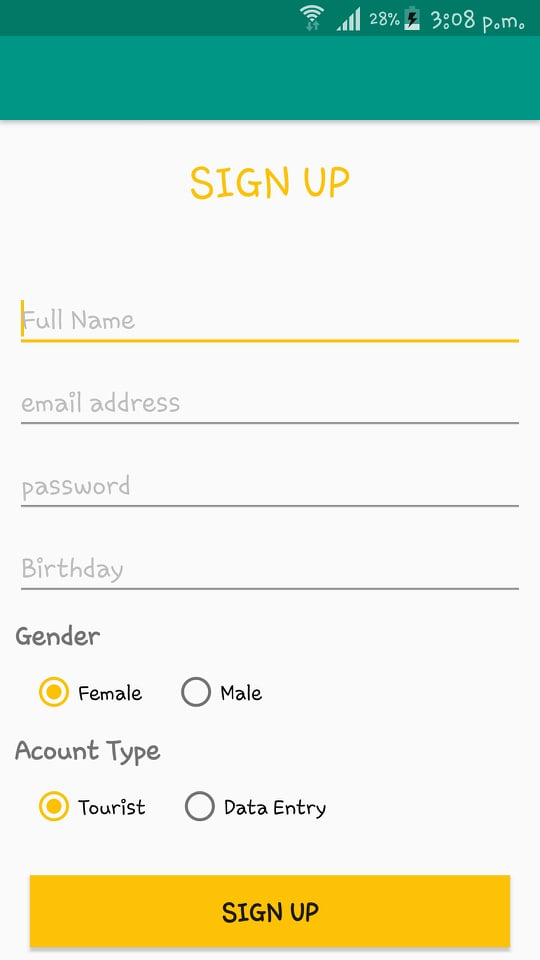 28% 3:08 p.m.
SIGN UP
Full Name
email address
password
Birthday
Gender
Female Male
Acount Type
Tourist Data Entry
SIGN UP